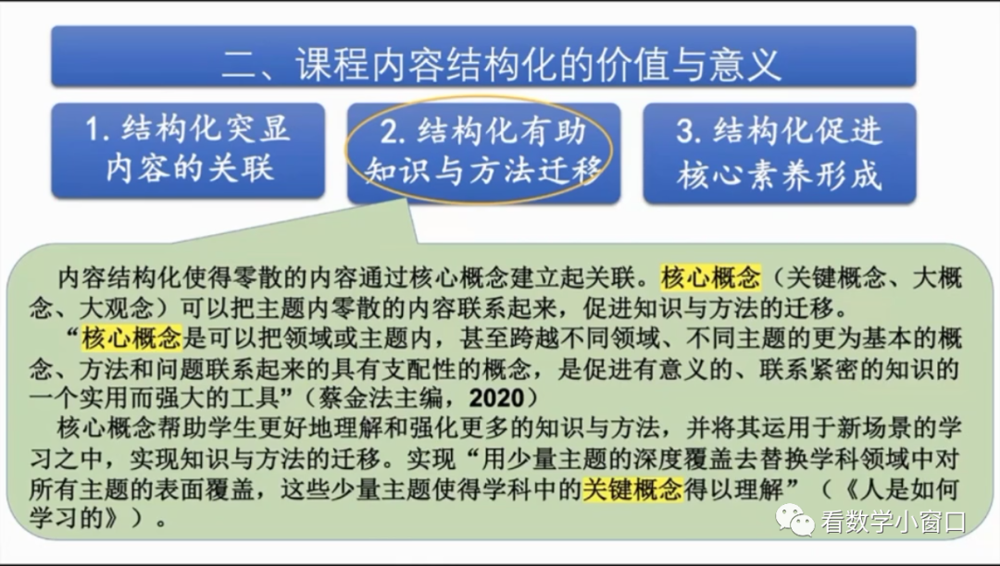 二、课程内容结构化的价值与意义
1.结构化突显
内容的关联
2.结构化有助
知识与方法迁移
3.结构化促进
核心素养形成
内容结构化使得零散的内容通过核心概念建立起关联。核心概念（关键概念、大概
念、大观念）可以把主题内零散的内容联系起来，促进知识与方法的迁移。
“核心概念是可以把领域或主题内，甚至跨越不同领域、不同主题的更为基本的概
念、方法和问题联系起来的具有支配性的概念，是促进有意义的、联系紧密的知识的
一个实用而强大的工具”（蔡金法主编，2020）
核心概念帮助学生更好地理解和强化更多的知识与方法，并将其运用于新场景的学
习之中，实现知识与方法的迁移。实现“用少量主题的深度覆盖去替换学科领域中对
所有主题的表面覆盖，这些少量主题使得学科中的关键概念得以理解”（《人是如何
学习的》）。
看数学小窗口